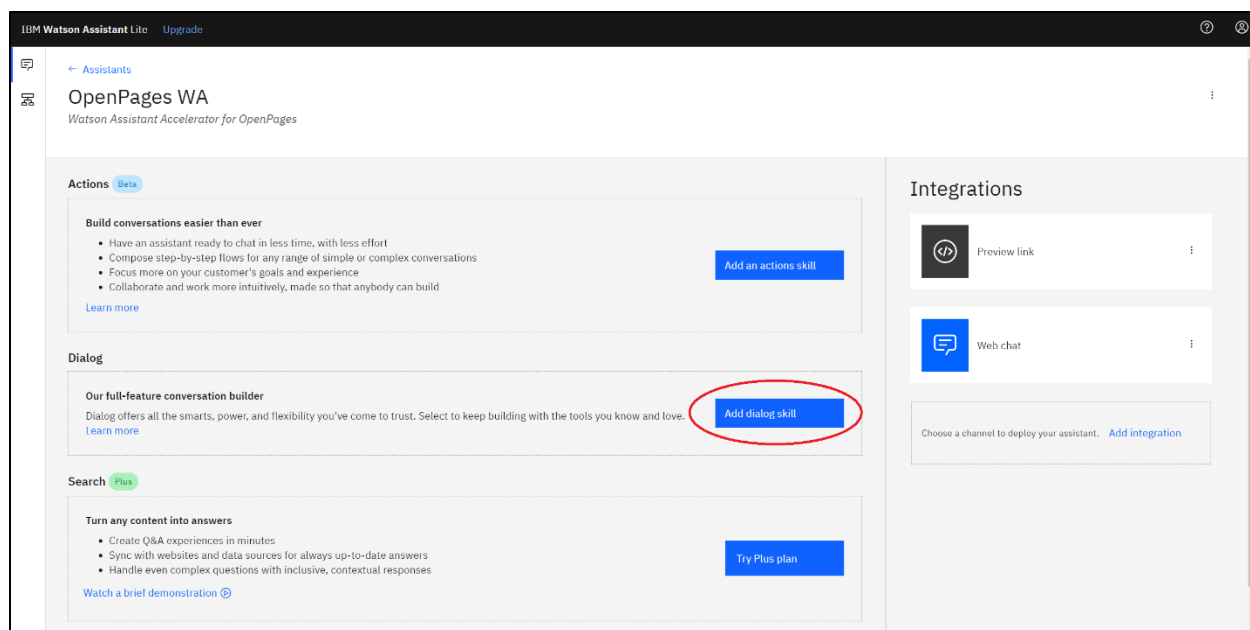 IBM Watson Assistant Lite Upgrade
← Assistants
OpenPages WA
Watson Assistant Accelerator for OpenPages
Actions Beta
Build conversations easier than ever
• Have an assistant ready to chat in less time, with less effort
• Compose step-by-step flows for any range of simple or complex conversations
• Focus more on your customer's goals and experience
• Collaborate and work more intuitively, made so that anybody can build
Learn more
Add an actions skill
Dialog
Our full-feature conversation builder
Dialog offers all the smarts, power, and flexibility you've come to trust. Select to keep building with the tools you know and love.
Learn more
Add dialog skill
Search Plus
Turn any content into answers
• Create Q&A experiences in minutes
• Sync with websites and data sources for always up-to-date answers
• Handle even complex questions with inclusive, contextual responses
Watch a brief demonstration
Try Plus plan
Integrations
Preview link
Web chat
Choose a channel to deploy your assistant. Add integration